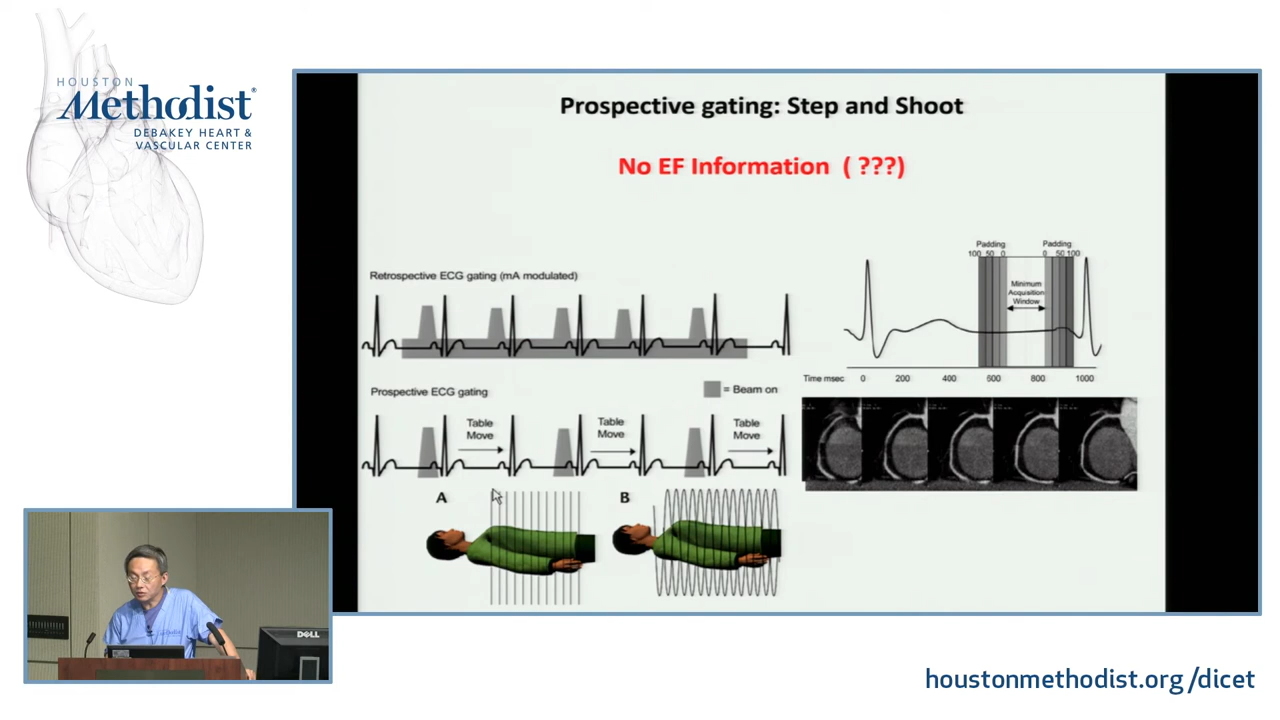 HOUSTON
Methodist®
DEBAKEY HEART &
VASCULAR CENTER
Prospective gating: Step and Shoot
No EF Information ( ???)
Retrospective ECG gating (mA modulated)
Prospective ECG gating
= Beam on
Table
Move
Table
Move
Table
Move
A
B
Padding
100 50 0
Padding
0 50 100
Minimum
Acquisition
Window
Time msec 0 200 400 600 800 1000
Methodist
DELL
houstonmethodist.org/dicet